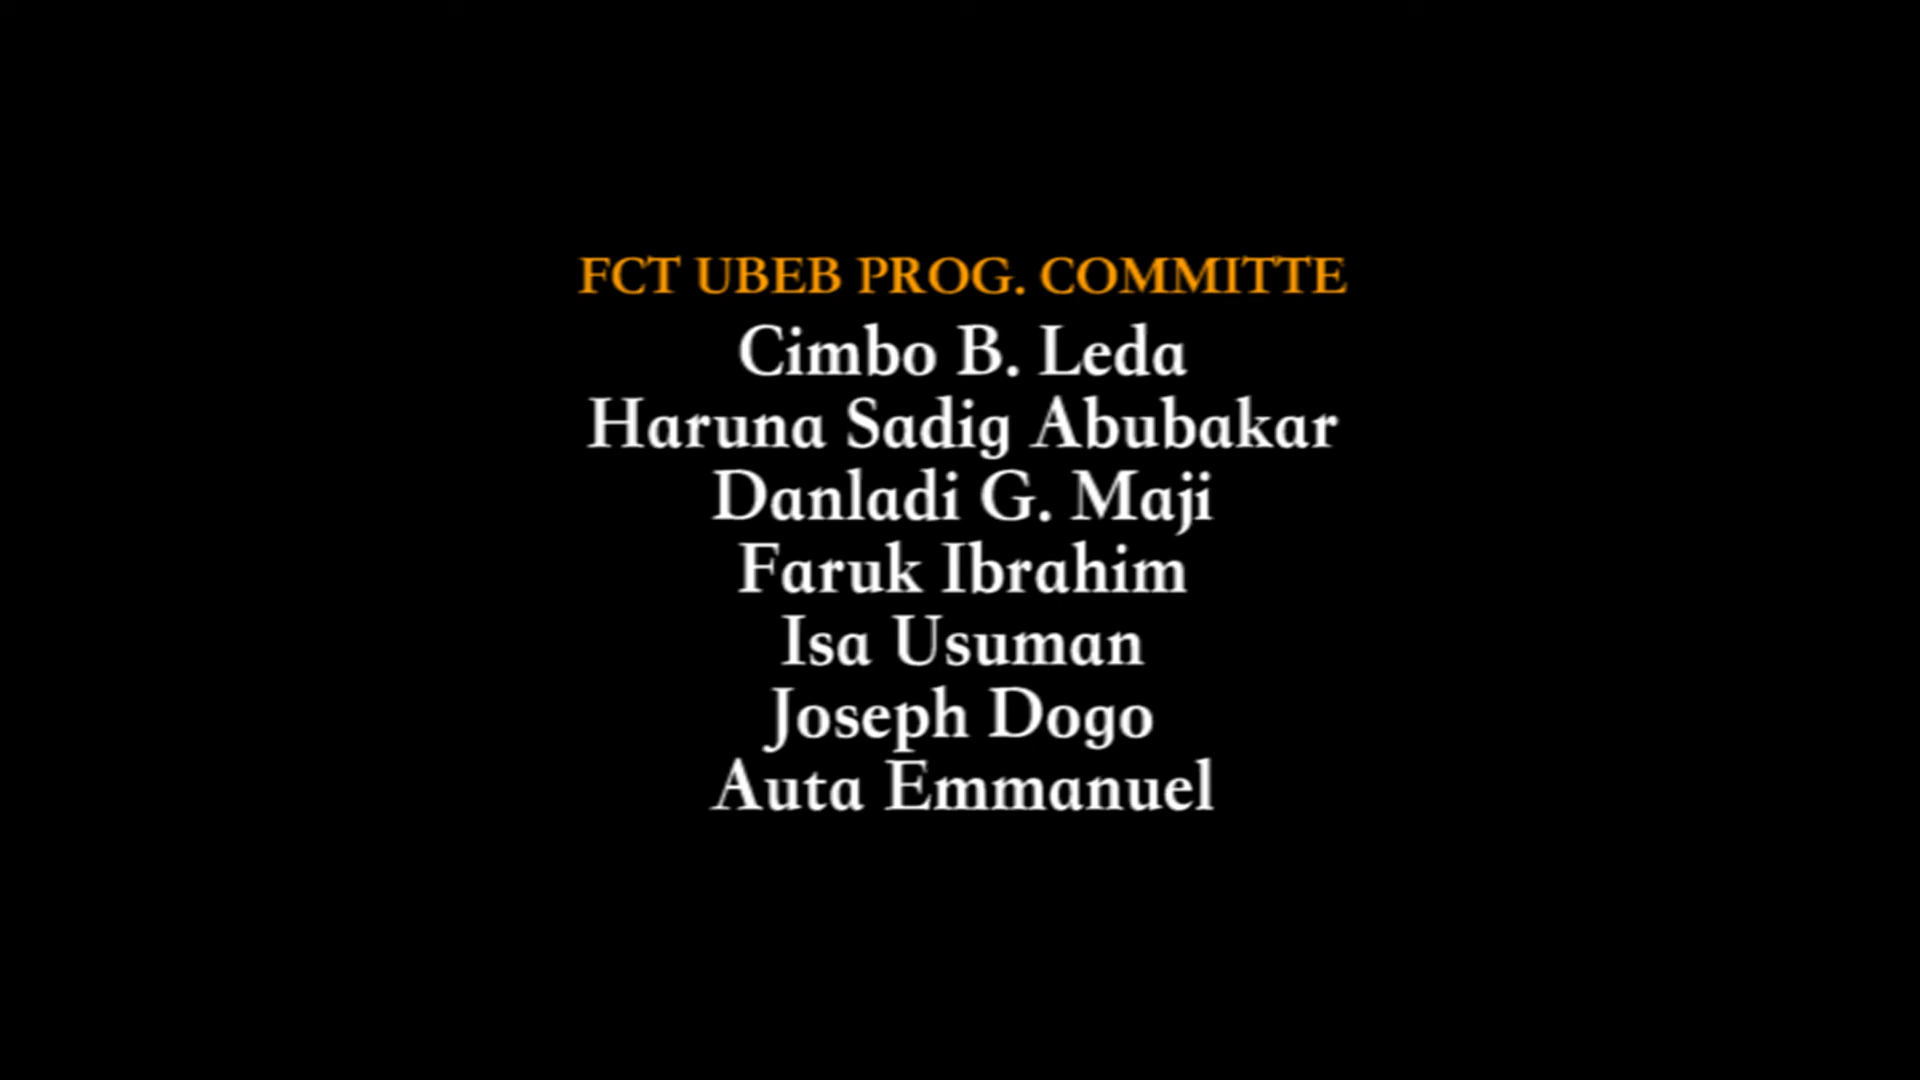 FCT UBEB PROG. COMMITTE
Cimbo B. Leda
Haruna Sadig Abubakar
Danladi G. Maji
Faruk Ibrahim
Isa Usuman
Joseph Dogo
Auta Emmanuel